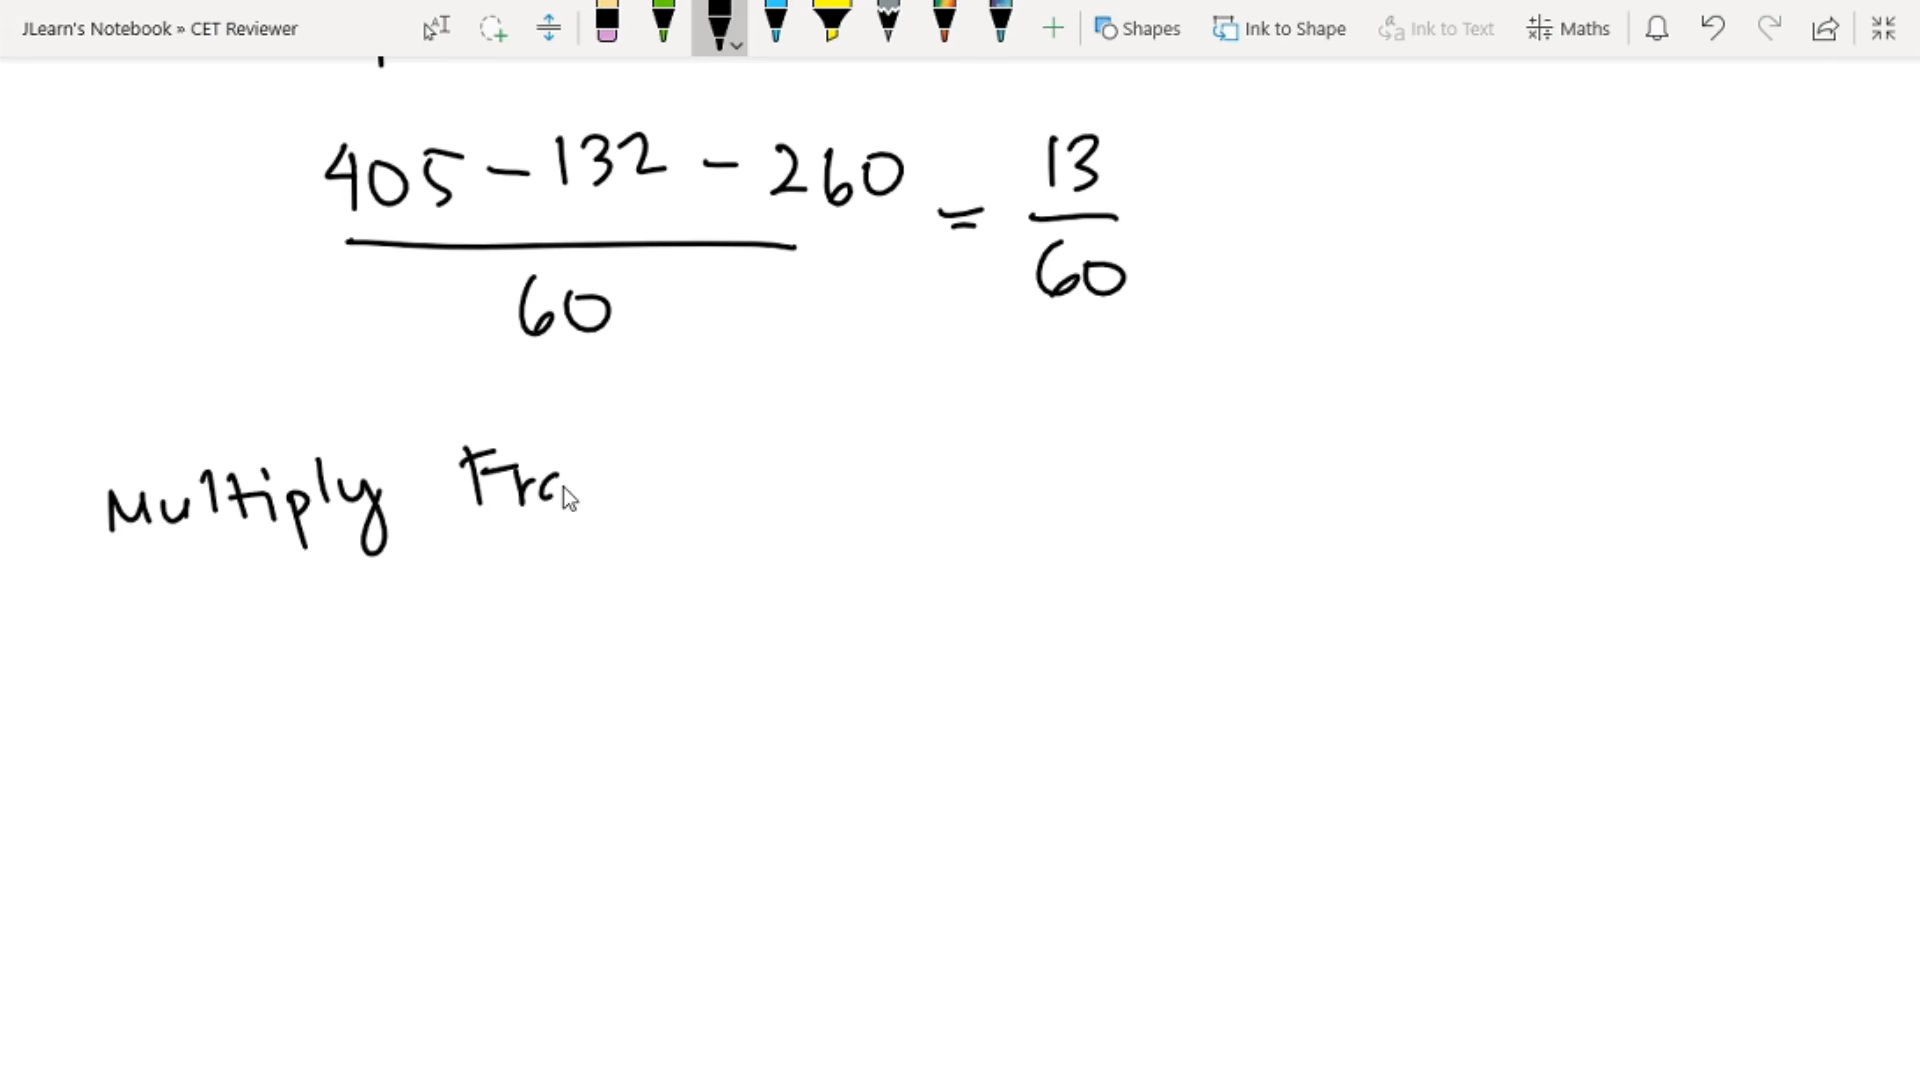 JLearn's Notebook » CET Reviewer Shapes Ink to Shape Ink to Text Maths
405 - 132 - 260
60
= 13
60
Multiply Fra